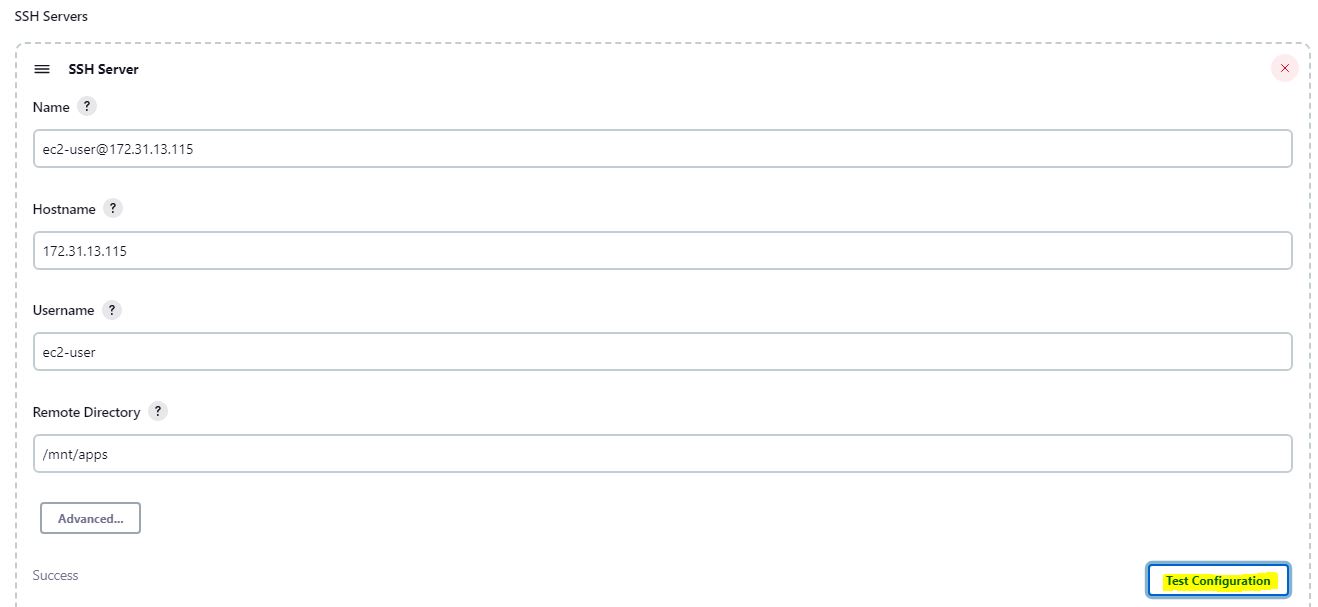 SSH Servers
SSH Server
Name ?
ec2-user@172.31.13.115
Hostname ?
172.31.13.115
Username ?
ec2-user
Remote Directory ?
/mnt/apps
Advanced...
Success
Test Configuration